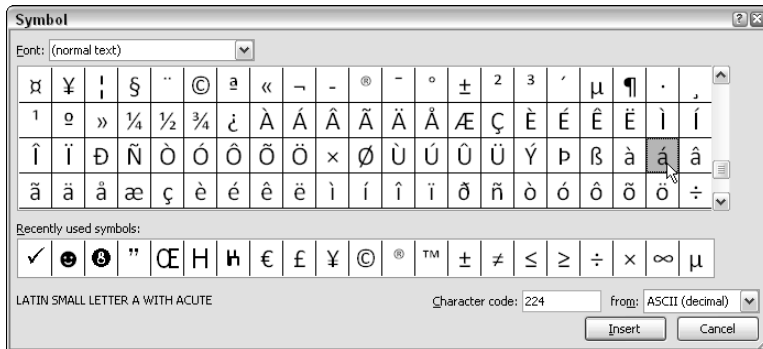 Symbol
Font: (normal text)
¤ ¥ ¦ § ¨ © ª « ¬ - ® ¯ ° ± ² ³ ´ µ ¶ · ¸
¹ º » ¼ ½ ¾ ¿ À Á Â Ã Ä Å Æ Ç È É Ê Ë Ì Í
Î Ï Ð Ñ Ò Ó Ô Õ Ö × Ø Ù Ú Û Ü Ý Þ ß à á â
ã ä å æ ç è é ê ë ì í î ï ð ñ ò ó ô õ ö ÷
Recently used symbols:
✓ ☻ ❽ ” Œ H € £ ¥ © ® ™ ± ≠ ≤ ≥ ÷ × ∞ µ
LATIN SMALL LETTER A WITH ACUTE Character code: 224 from: ASCII (decimal)
Insert Cancel